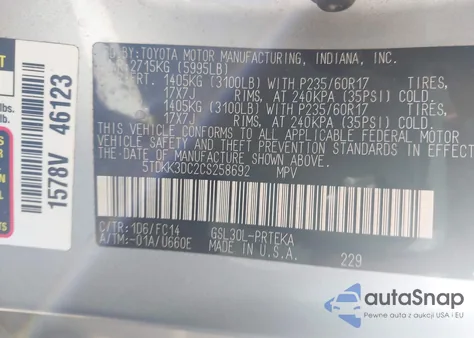 MFD. BY: TOYOTA MOTOR MANUFACTURING, INDIANA, INC.
2715KG (5995LB)
1405KG (3100LB) WITH P235/60R17 TIRES,
17X7J RIMS, AT 240KPA (35PSI) COLD.
1405KG (3100LB) WITH P235/60R17 TIRES,
17X7J RIMS, AT 240KPA (35PSI) COLD.
THIS VEHICLE CONFORMS TO ALL APPLICABLE FEDERAL MOTOR
VEHICLE SAFETY AND THEFT PREVENTION STANDARDS IN EFFECT
THE DATE OF
5TDKK3DC2CS258692 MPV
C/TR: 1D6/FC14 GSL30L-PRTEKA
A/TM: -01A/U660E MADE IN U.S.A. 229
1578V 46123
lbs.
autoSnap
Pewne auta z aukcji USA i EU